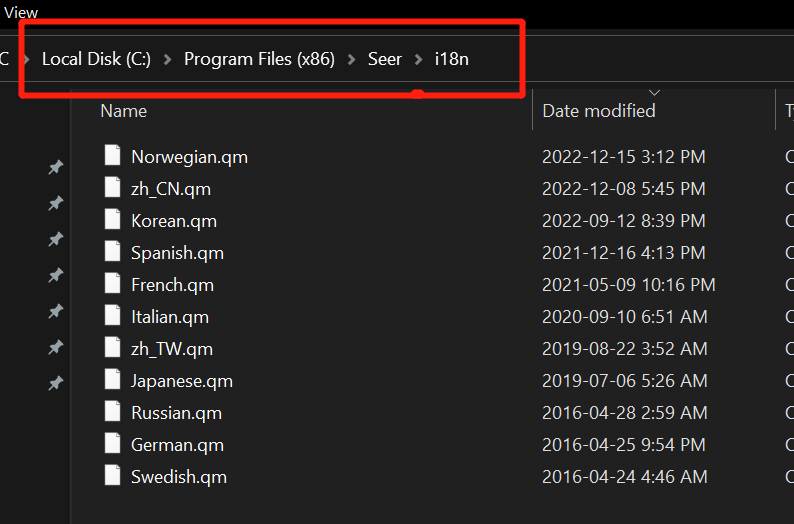 View
C > Local Disk (C:) > Program Files (x86) > Seer > i18n
Name Date modified Ty
Norwegian.qm 2022-12-15 3:12 PM C
zh_CN.qm 2022-12-08 5:45 PM C
Korean.qm 2022-09-12 8:39 PM C
Spanish.qm 2021-12-16 4:13 PM C
French.qm 2021-05-09 10:16 PM C
Italian.qm 2020-09-10 6:51 AM C
zh_TW.qm 2019-08-22 3:52 AM C
Japanese.qm 2019-07-06 5:26 AM C
Russian.qm 2016-04-28 2:59 AM C
German.qm 2016-04-25 9:54 PM C
Swedish.qm 2016-04-24 4:46 AM C